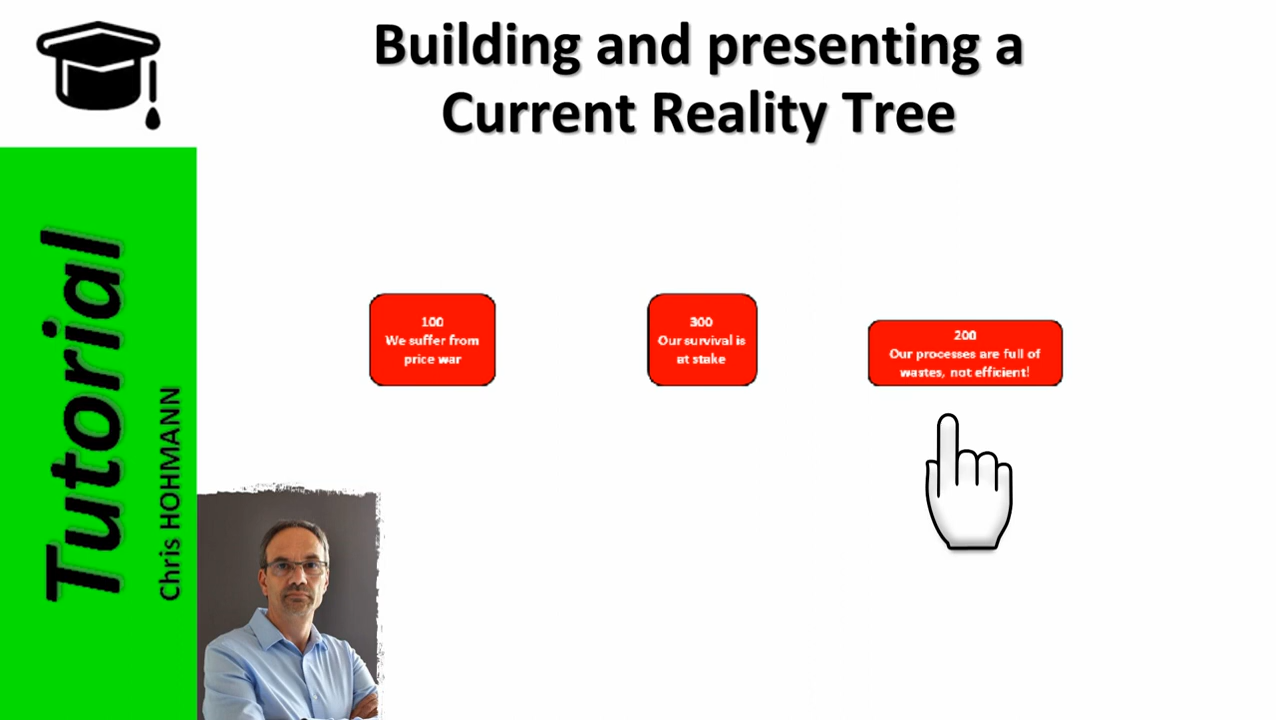 Building and presenting a
Current Reality Tree
Tutorial
Chris HOHMANN
100
We suffer from
price war
300
Our survival is
at stake
200
Our processes are full of
wastes, not efficient!